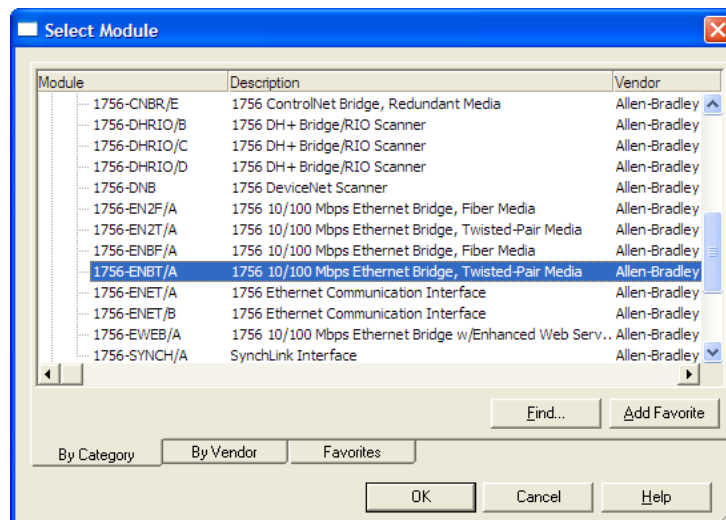 Select Module
Module Description Vendor
1756-CNBR/E 1756 ControlNet Bridge, Redundant Media Allen-Bradley
1756-DHRIO/B 1756 DH+ Bridge/RIO Scanner Allen-Bradley
1756-DHRIO/C 1756 DH+ Bridge/RIO Scanner Allen-Bradley
1756-DHRIO/D 1756 DH+ Bridge/RIO Scanner Allen-Bradley
1756-DNB 1756 DeviceNet Scanner Allen-Bradley
1756-EN2F/A 1756 10/100 Mbps Ethernet Bridge, Fiber Media Allen-Bradley
1756-EN2T/A 1756 10/100 Mbps Ethernet Bridge, Twisted-Pair Media Allen-Bradley
1756-ENBF/A 1756 10/100 Mbps Ethernet Bridge, Fiber Media Allen-Bradley
1756-ENBT/A 1756 10/100 Mbps Ethernet Bridge, Twisted-Pair Media Allen-Bradley
1756-ENET/A 1756 Ethernet Communication Interface Allen-Bradley
1756-ENET/B 1756 Ethernet Communication Interface Allen-Bradley
1756-EWEB/A 1756 10/100 Mbps Ethernet Bridge w/Enhanced Web Serv... Allen-Bradley
1756-SYNCH/A SynchLink Interface Allen-Bradley
Find... Add Favorite
By Category By Vendor Favorites
OK Cancel Help